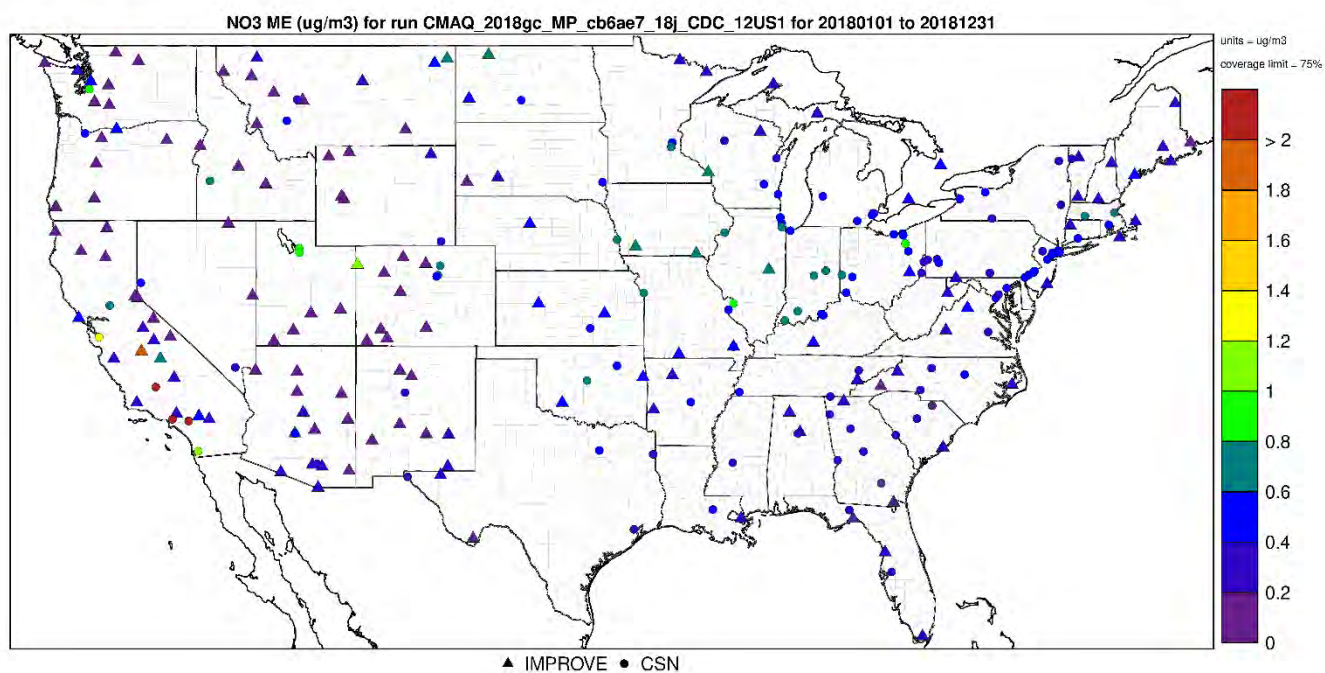 NO3 ME (ug/m3) for run CMAQ_2018gc_MP_cb6ae7_18j_CDC_12US1 for 20180101 to 20181231
units = ug/m3
coverage limit = 75%
> 2
1.8
1.6
1.4
1.2
1
0.8
0.6
0.4
0.2
0
IMPROVE CSN